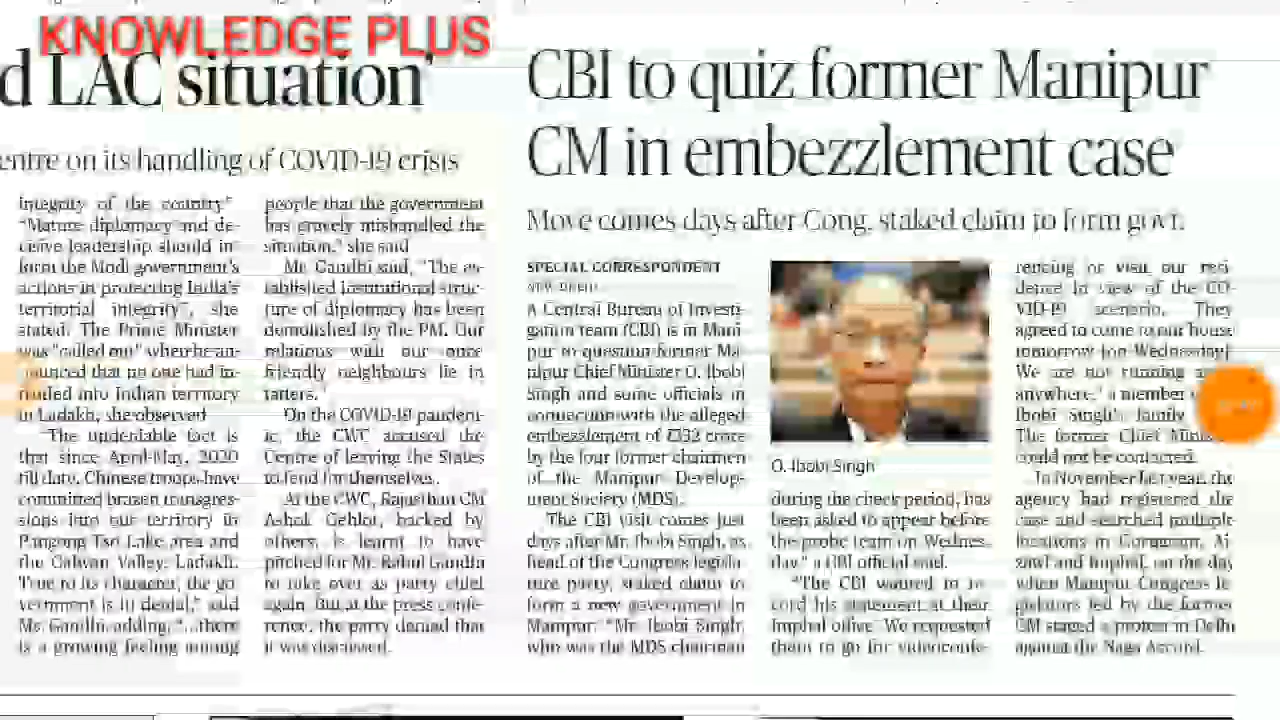 KNOWLEDGE PLUS
d LAC situation'
entre on its handling of COVID-19 crisis
integrity of the country".
"Mature diplomacy and de-
cisive leadership should in-
form the Modi government's
actions in protecting India's
territorial integrity", she
stated. The Prime Minister
was "called out" when he an-
nounced that no one had in-
truded into Indian territory
in Ladakh, she observed.
"The undeniable fact is
that since April-May, 2020
till date, Chinese troops have
committed brazen transgres-
sions into our territory in
Pangong Tso Lake area and
the Galwan Valley, Ladakh.
True to its character, the go-
vernment is in denial," said
Ms. Gandhi adding, "...there
is a growing feeling among
people that the government
has gravely mishandled the
situation," she said.
Mr. Gandhi said, "The es-
tablished institutional struc-
ture of diplomacy has been
demolished by the PM. Our
relations with our once
friendly neighbours lie in
tatters.
On the COVID-19 pandem-
ic, the CWC accused the
Centre of leaving the States
to fend for themselves.
At the CWC, Rajasthan CM
Ashok Gehlot, backed by
others, is learnt to have
pitched for Mr. Rahul Gandhi
to take over as party chief
again. But at the press confe-
rence, the party denied that
it was discussed.
CBI to quiz former Manipur
CM in embezzlement case
Move comes days after Cong. staked claim to form govt.
SPECIAL CORRESPONDENT
NEW DELHI
A Central Bureau of Investi-
gation team (CBI) is in Mani-
pur to question former Ma-
nipur Chief Minister O. Ibobi
Singh and some officials in
connection with the alleged
embezzlement of ₹332 crore
by the four former chairmen
of the Manipur Develop-
ment Society (MDS).
The CBI visit comes just
days after Mr. Ibobi Singh, as
head of the Congress legisla-
ture party, staked claim to
form a new government in
Manipur. "Mr. Ibobi Singh,
who was the MDS chairman
O. Ibobi Singh
during the check period, has
been asked to appear before
the probe team on Wednes-
day," a CBI official said.
"The CBI wanted to re-
cord his statement at their
Imphal office. We requested
them to go for videoconfe-
rencing or visit our resi-
dence in view of the CO-
VID-19 scenario. They
agreed to come to our house
tomorrow [on Wednesday].
We are not running
anywhere," a member
Ibobi Singh's family
The former Chief
could not be contacted.
In November last year, the
agency had registered the
case and searched multiple
locations in Gurugram, Ai-
zawl and Imphal, on the day
when Manipur Congress le-
gislators led by the former
CM staged a protest in Delhi
against the Naga Accord.